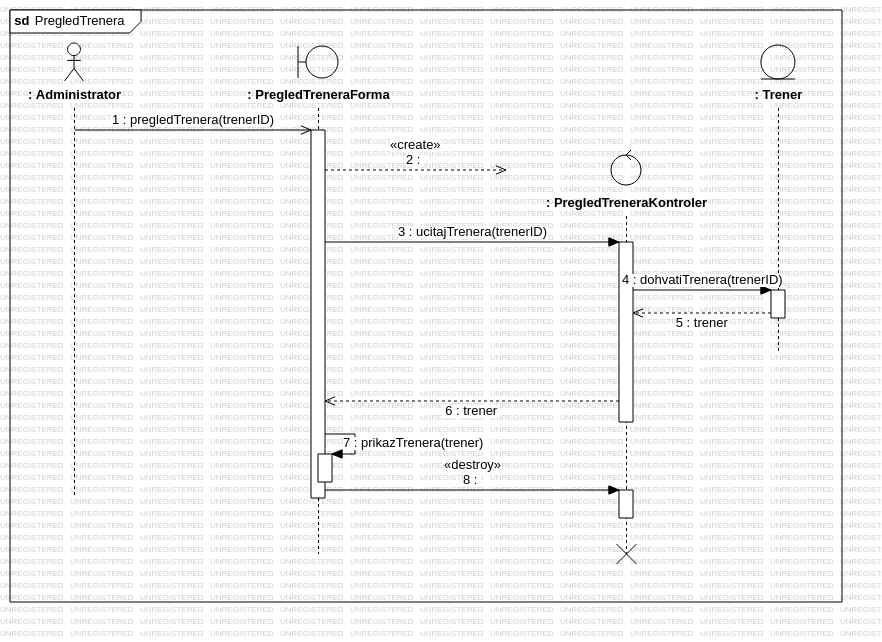 sd PregledTrenera
: Administrator
: PregledTreneraForma
: Trener
1 : pregledTrenera(trenerID)
«create»
2 :
: PregledTreneraKontroler
3 : ucitajTrenera(trenerID)
4 : dohvatiTrenera(trenerID)
5 : trener
6 : trener
7 : prikazTrenera(trener)
«destroy»
8 :
UNREGISTERED